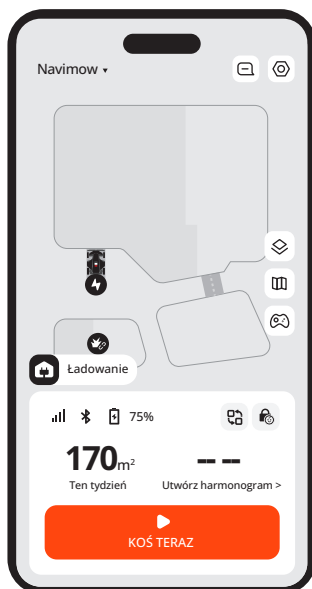 Navimow
Ładowanie
75%
170m²
-- --
Ten tydzień
Utwórz harmonogram >
KOŚ TERAZ